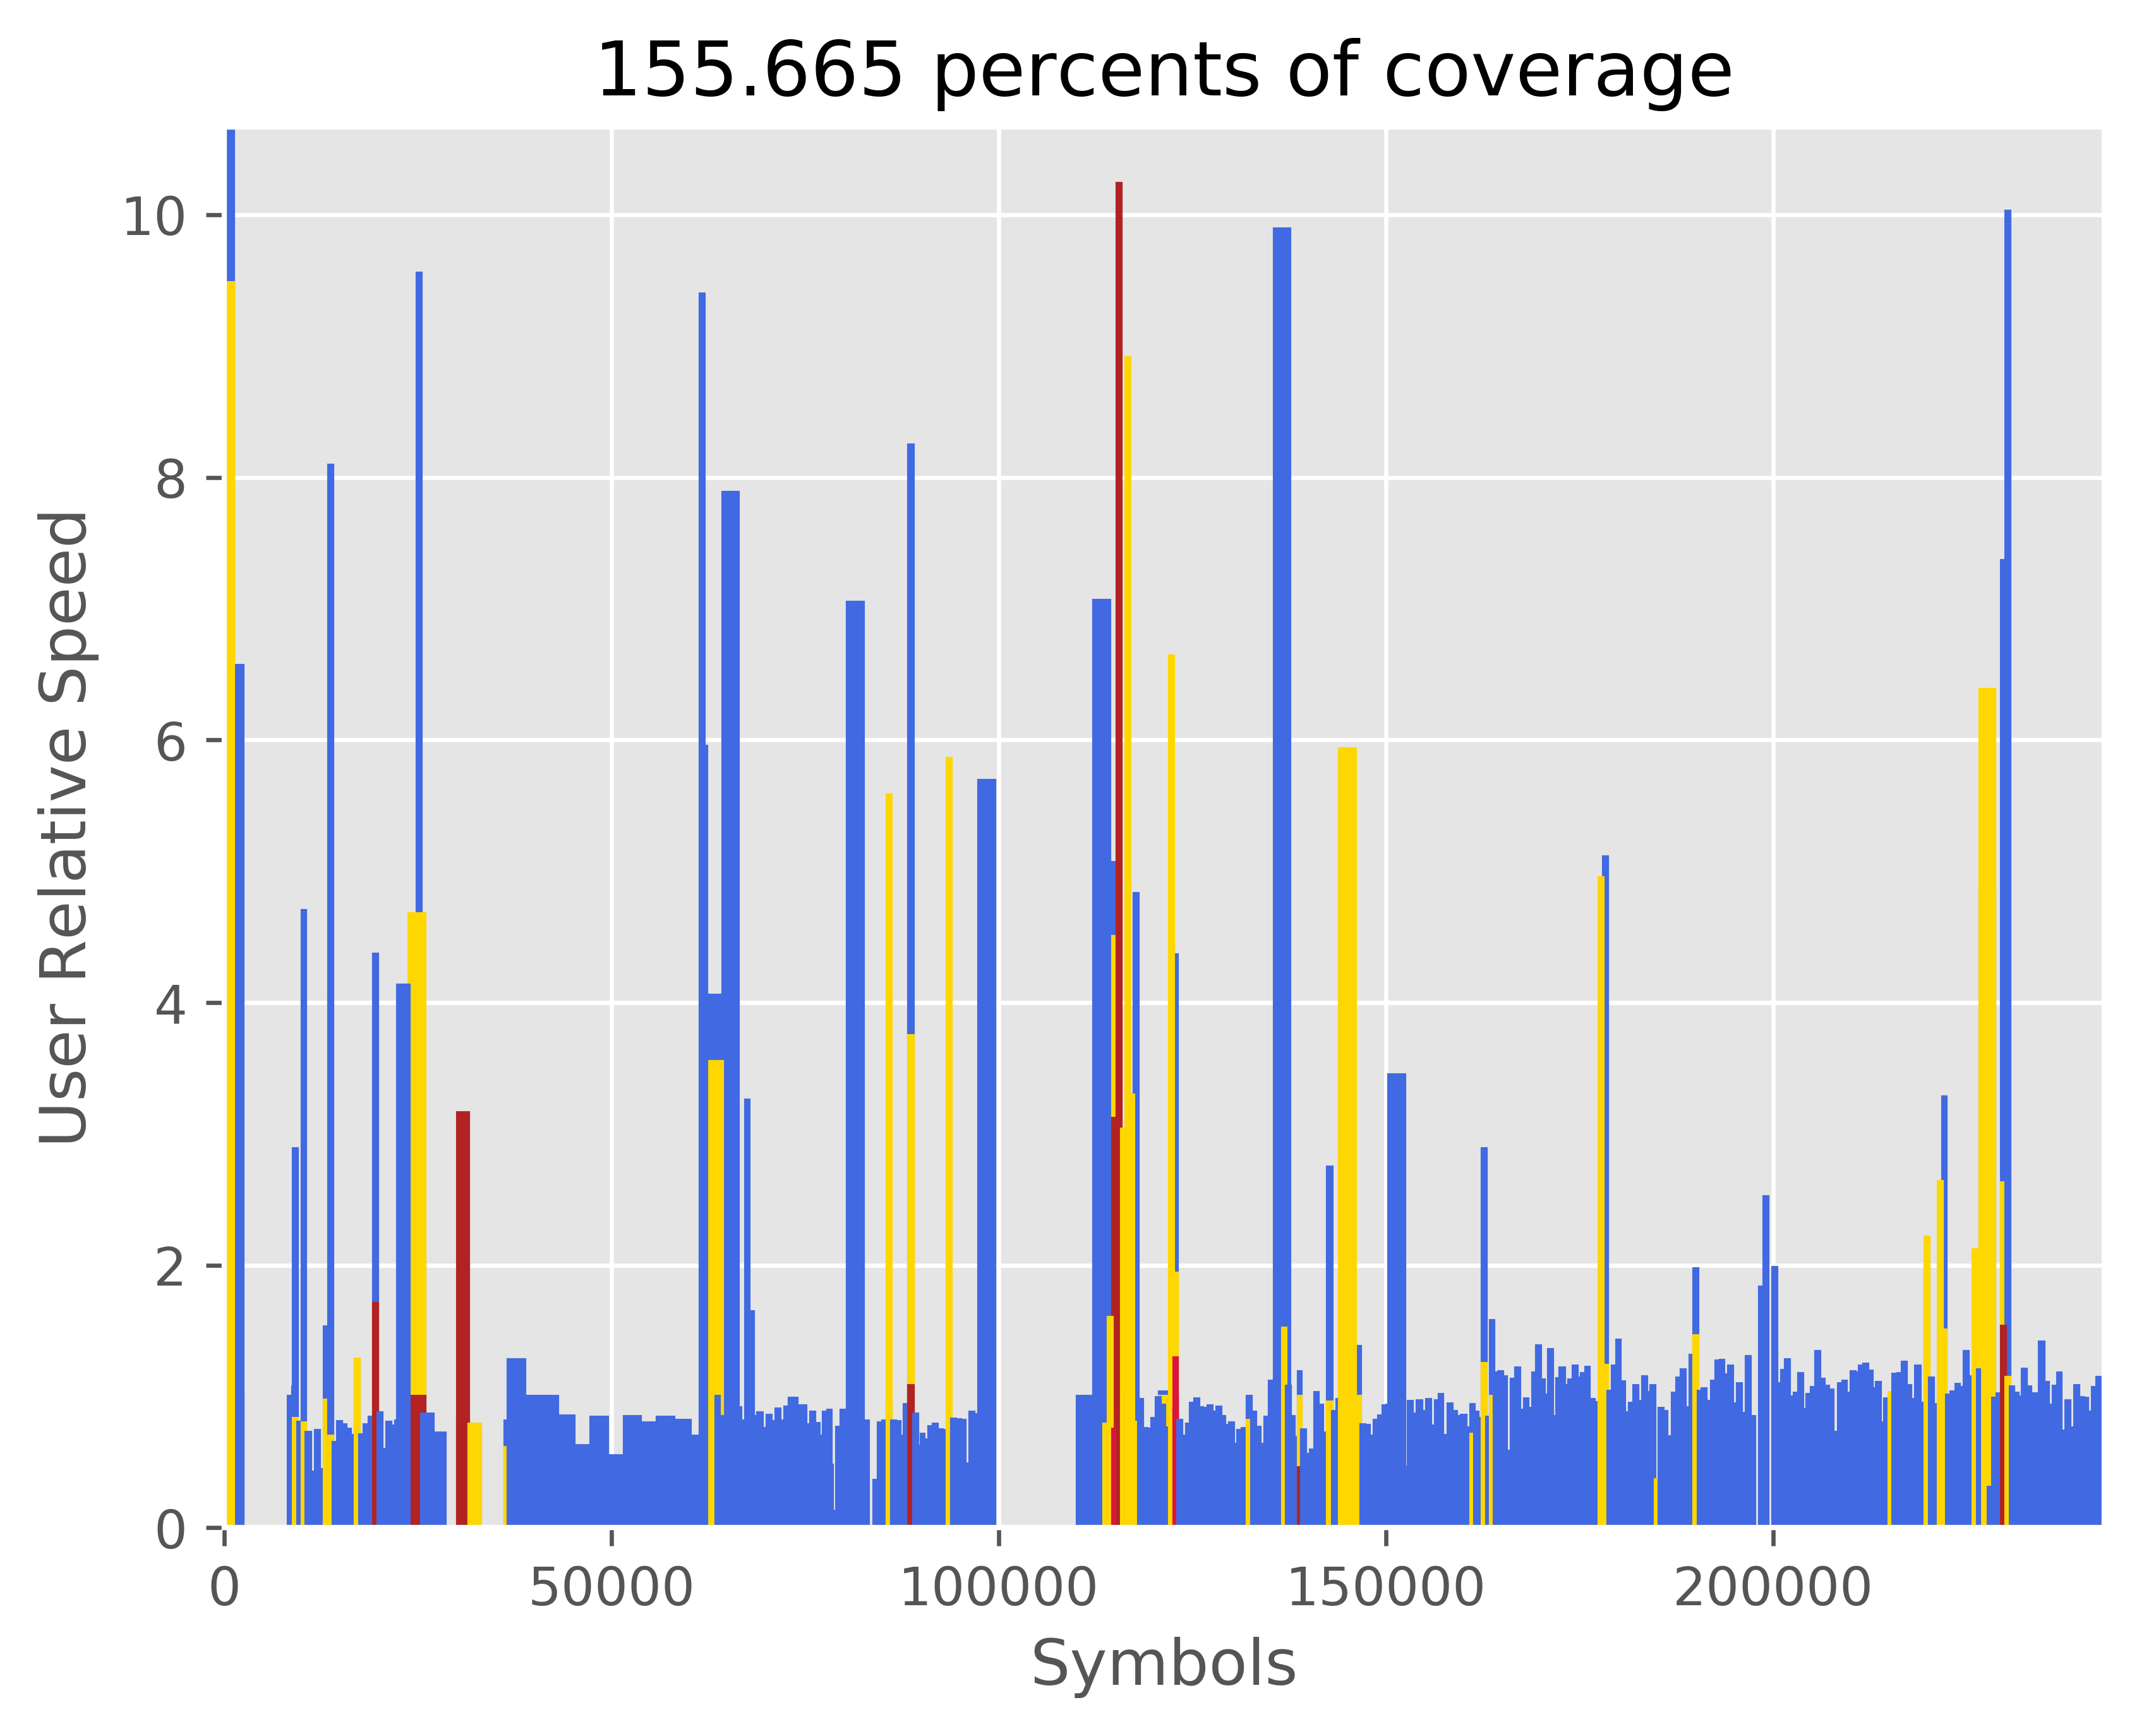 155.665 percents of coverage
10
8
6
4
2
0
User Relative Speed
0 50000 100000 150000 200000
Symbols